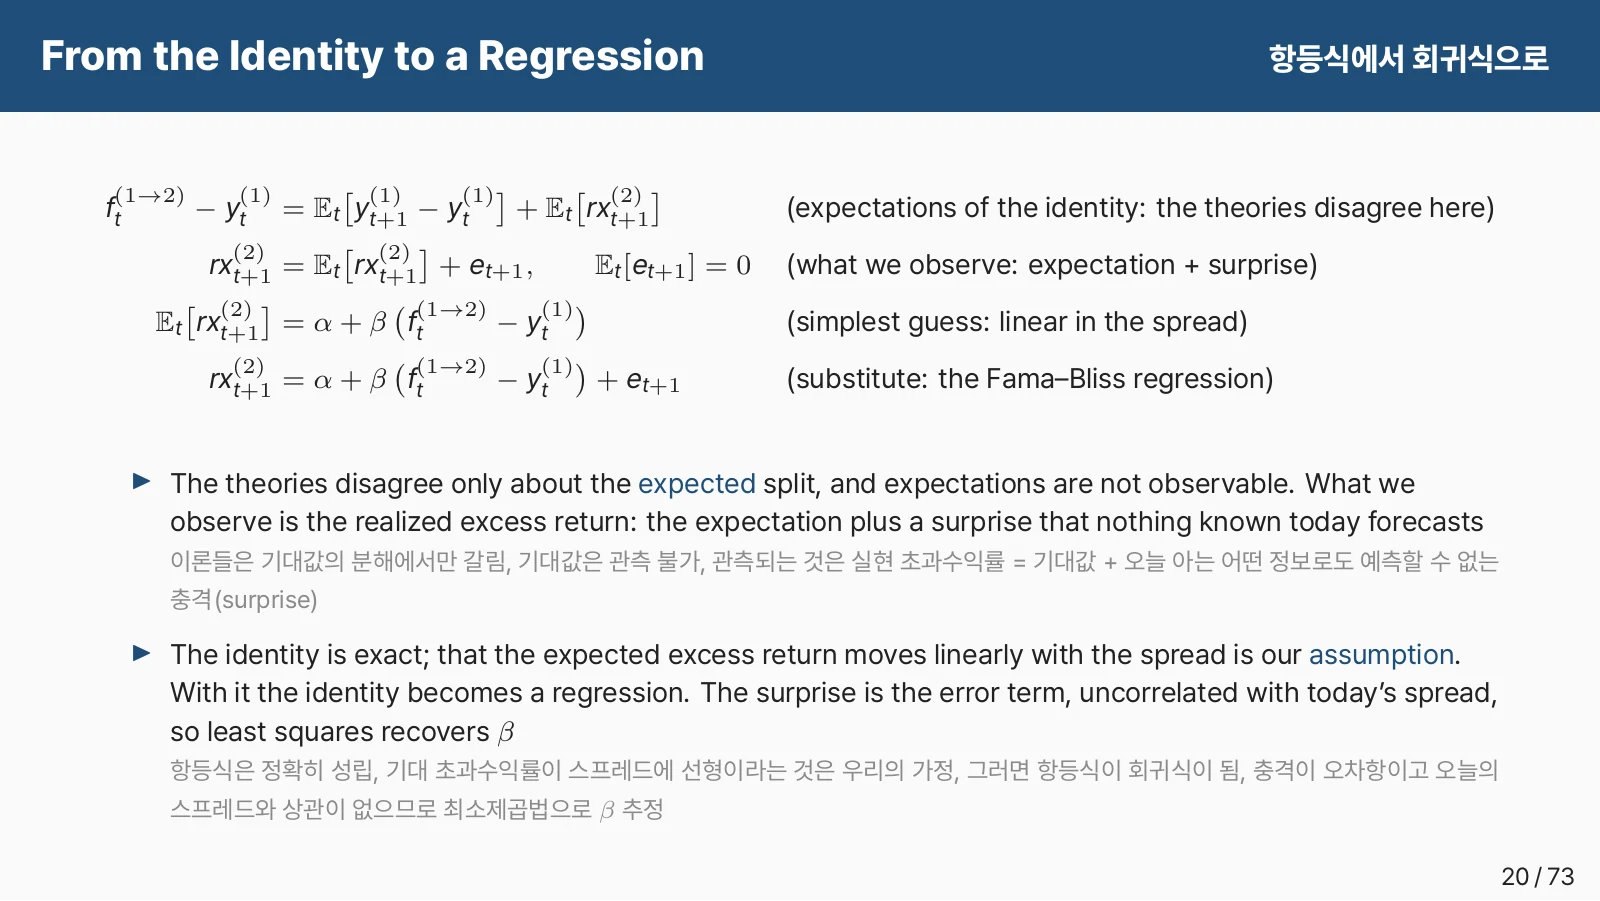 From the Identity to a Regression
항등식에서 회귀식으로
f_t^{(1→2)} − y_t^{(1)} = 𝔼_t[y_{t+1}^{(1)} − y_t^{(1)}] + 𝔼_t[rx_{t+1}^{(2)}] (expectations of the identity: the theories disagree here)
rx_{t+1}^{(2)} = 𝔼_t[rx_{t+1}^{(2)}] + e_{t+1}, 𝔼_t[e_{t+1}] = 0 (what we observe: expectation + surprise)
𝔼_t[rx_{t+1}^{(2)}] = α + β (f_t^{(1→2)} − y_t^{(1)}) (simplest guess: linear in the spread)
rx_{t+1}^{(2)} = α + β (f_t^{(1→2)} − y_t^{(1)}) + e_{t+1} (substitute: the Fama–Bliss regression)
▶ The theories disagree only about the expected split, and expectations are not observable. What we
observe is the realized excess return: the expectation plus a surprise that nothing known today forecasts
이론들은 기대값의 분해에서만 갈림, 기대값은 관측 불가, 관측되는 것은 실현 초과수익률 = 기대값 + 오늘 아는 어떤 정보로도 예측할 수 없는
충격(surprise)
▶ The identity is exact; that the expected excess return moves linearly with the spread is our assumption.
With it the identity becomes a regression. The surprise is the error term, uncorrelated with today’s spread,
so least squares recovers β
항등식은 정확히 성립, 기대 초과수익률이 스프레드에 선형이라는 것은 우리의 가정, 그러면 항등식이 회귀식이 됨, 충격이 오차항이고 오늘의
스프레드와 상관이 없으므로 최소제곱법으로 β 추정
20 / 73